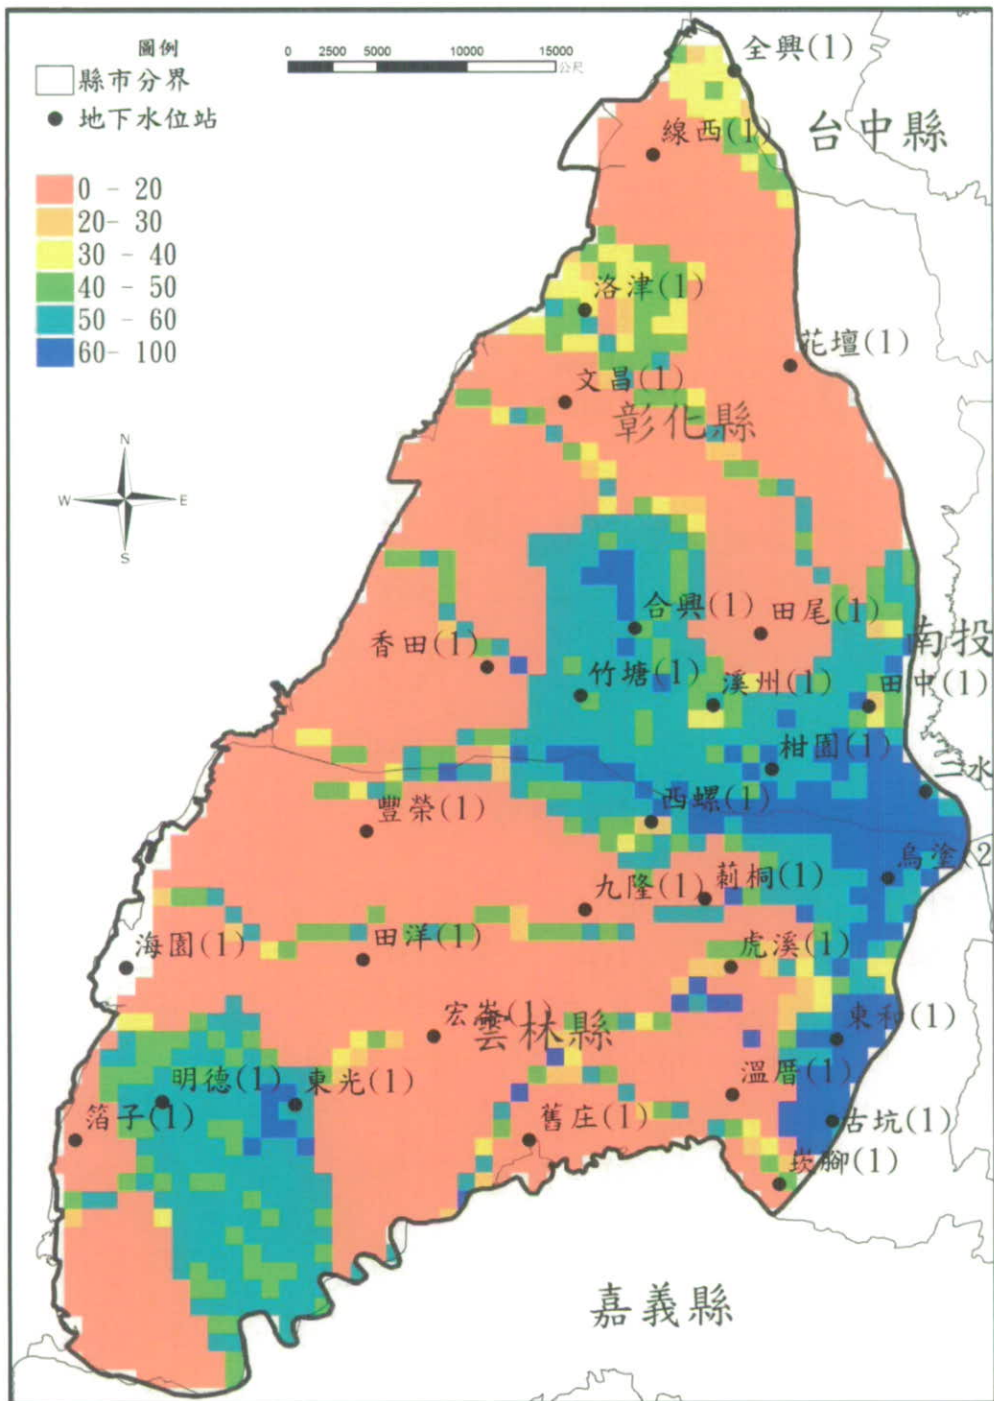 圖例
縣市分界
地下水位站
0 2500 5000 10000 15000
公尺
0 - 20
20- 30
30 - 40
40 - 50
50 - 60
60- 100
N
W E
S
全興(1)
台中縣
線西(1)
洛津(1)
花壇(1)
文昌(1)
彰化縣
合興(1)
田尾(1)
南投
香田(1)
竹塘(1)
溪州(1)
田中(1)
柑園(1)
二水
西螺(1)
豐榮(1)
烏塗(2
九隆(1)
莿桐(1)
海園(1)
田洋(1)
虎溪(1)
宏崙(1)
雲林縣
東和(1)
明德(1)
東光(1)
溫厝(1)
箔子(1)
舊庄(1)
古坑(1)
崁腳(1)
嘉義縣